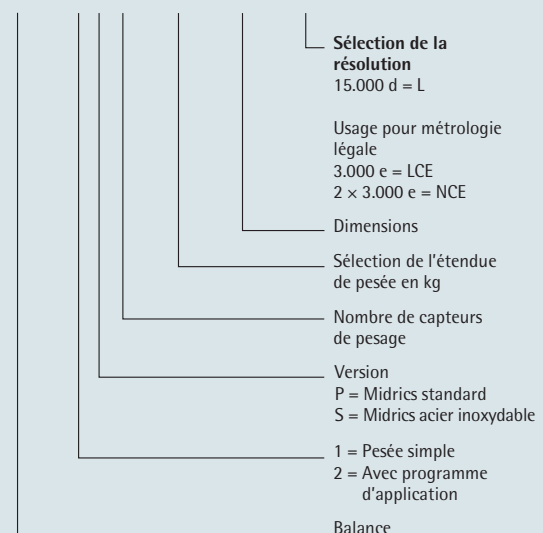 Sélection de la
résolution
15.000 d = L
Usage pour métrologie
légale
3.000 e = LCE
2 × 3.000 e = NCE
Dimensions
Sélection de l'étendue
de pesée en kg
Nombre de capteurs
de pesage
Version
P = Midrics standard
S = Midrics acier inoxydable
1 = Pesée simple
2 = Avec programme
d'application
Balance